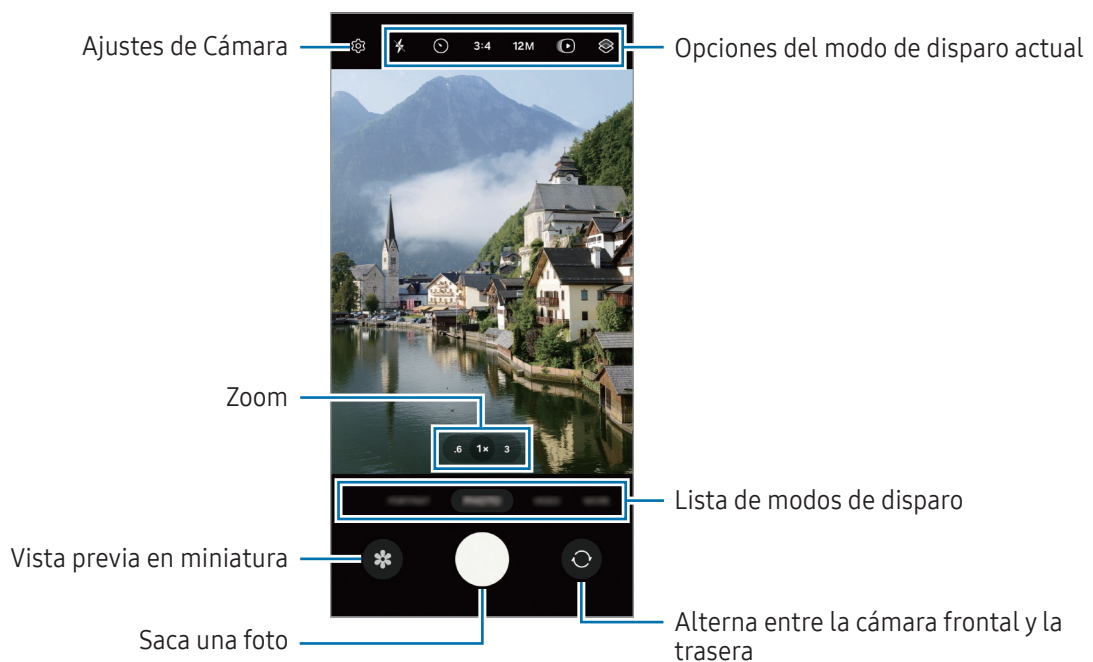 Ajustes de Cámara
3:4 12M
Opciones del modo de disparo actual
Zoom
.6 1× 3
Lista de modos de disparo
Vista previa en miniatura
Saca una foto
Alterna entre la cámara frontal y la
trasera